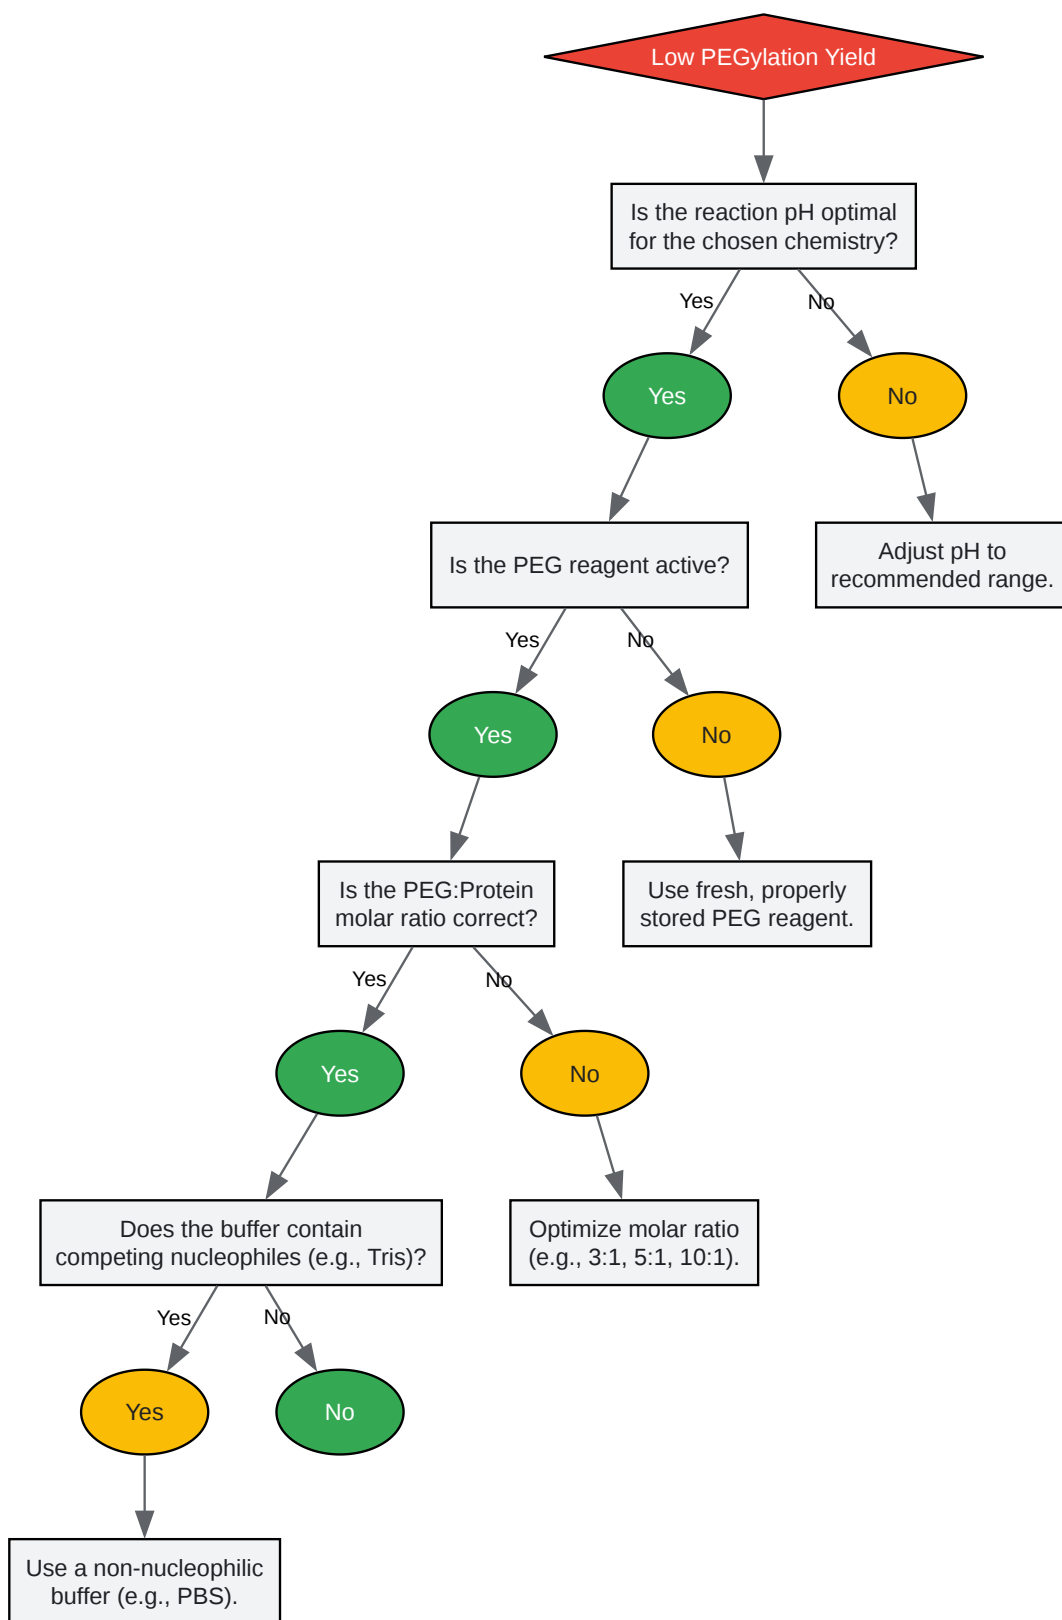 Low PEGylation Yield
Is the reaction pH optimal
for the chosen chemistry?
Yes
No
Yes
No
Is the PEG reagent active?
Adjust pH to
recommended range.
Yes
No
Yes
No
Is the PEG:Protein
molar ratio correct?
Use fresh, properly
stored PEG reagent.
Yes
No
Yes
No
Does the buffer contain
competing nucleophiles (e.g., Tris)?
Optimize molar ratio
(e.g., 3:1, 5:1, 10:1).
Yes
No
Yes
No
Use a non-nucleophilic
buffer (e.g., PBS).